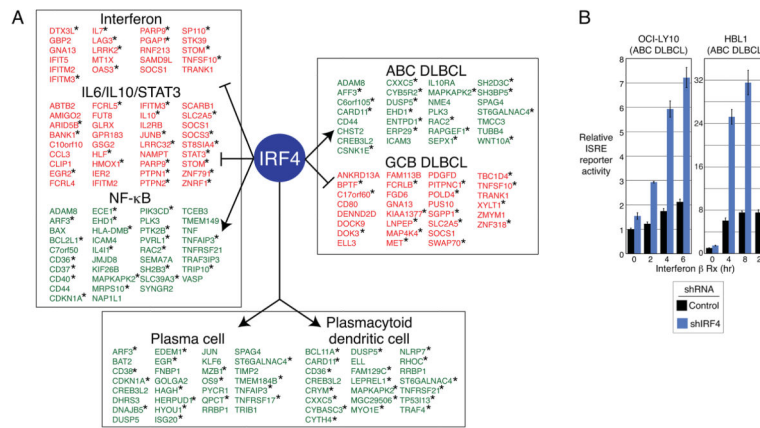 A
Interferon
DTX3L* IL7* PARP9* SP110*
GBP2 LAG3* PGAP1* STK39
GNA13 LRRK2* RNF213 STOM*
IFIT5 MT1X SAMD9L TNFSF10*
IFITM2 OAS3* SOCS1 TRANK1
IFITM3*
IL6/IL10/STAT3
ABTB2 FCRL5* IFITM3* SCARB1
AMIGO2 FUT8 IL10* SLC2A5*
ARID5B* GLRX IL2RB SOCS1
BANK1* GPR183 JUNB* SOCS3*
C10orf10 GSG2 LRRC32* ST8SIA4*
CCL3 HLF* NAMPT STAT3*
CLIP1 HMOX1* PARP9* STOM*
EGR2* IER2 PTPN1* ZNF791*
FCRL4 IFITM2 PTPN2* ZNRF1*
NF-κB
ADAM8 ECE1* PIK3CD* TCEB3
ARF3* EHD1* PLK3 TMEM149
BAX HLA-DMB* PTK2B* TNF
BCL2L1* ICAM4 PVRL1* TNFAIP3*
C7orf50 IL4I1* RAC2* TNFRSF21
CD36* JMJD8 SEMA7A TRAF3IP3
CD37* KIF26B SH2B3* TRIP10*
CD40* MAPKAPK2* SLC39A3* VASP
CD44 MRPS10* SYNGR2
CDKN1A* NAP1L1
IRF4
ABC DLBCL
ADAM8 CXXC5* IL10RA SH2D3C*
AFF3* CYB5R2* MAPKAPK2* SH3BP5*
C6orf105* DUSP5* NME4 SPAG4
CARD11* EHD1* PLK3 ST6GALNAC4*
CD44 ENTPD1* RAC2* TMCC3
CHST2 ERP29* RAPGEF1* TUBB4
CREB3L2 ICAM3 SEPX1* WNT10A*
CSNK1E*
GCB DLBCL
ANKRD13A FAM113B PDGFD TBC1D4*
BPTF* FCRLB* PITPNC1* TNFSF10*
C17orf60* FGD6 POLD4* TRANK1
CD80 GNA13 PUS10 XYLT1*
DENND2D KIAA1377* SGPP1* ZMYM1
DOCK9 LNPEP* SLC2A5* ZNF318*
DOK3* MAP4K4* SOCS1
ELL3 MET* SWAP70*
Plasma cell
ARF3* EDEM1* JUN SPAG4
BAT2 EGR* KLF6 ST6GALNAC4*
CD38* FNBP1 MZB1* TIMP2
CDKN1A* GOLGA2 OS9* TMEM184B*
CREB3L2 HAGH* PYCR1 TNFAIP3*
DHRS3 HERPUD1* QPCT* TNFRSF17*
DNAJB5* HYOU1* RRBP1 TRIB1
DUSP5 ISG20*
Plasmacytoid
dendritic cell
BCL11A* DUSP5* NLRP7*
CARD11* ELL RHOC*
CD36* FAM129C* RRBP1
CREB3L2 LEPREL1* ST6GALNAC4*
CRYM* MAPKAPK2* TNFRSF21*
CXXC5* MGC29506* TP53I13*
CYBASC3* MYO1E* TRAF4*
CYTH4*
B
OCI-LY10
(ABC DLBCL)
HBL1
(ABC DLBC
Relative
ISRE
reporter
activity
8
7
6
5
4
3
2
1
0
32
24
16
8
0
0 2 4 6
0 4 8 2
Interferon β Rx (hr)
shRNA
Control
shIRF4